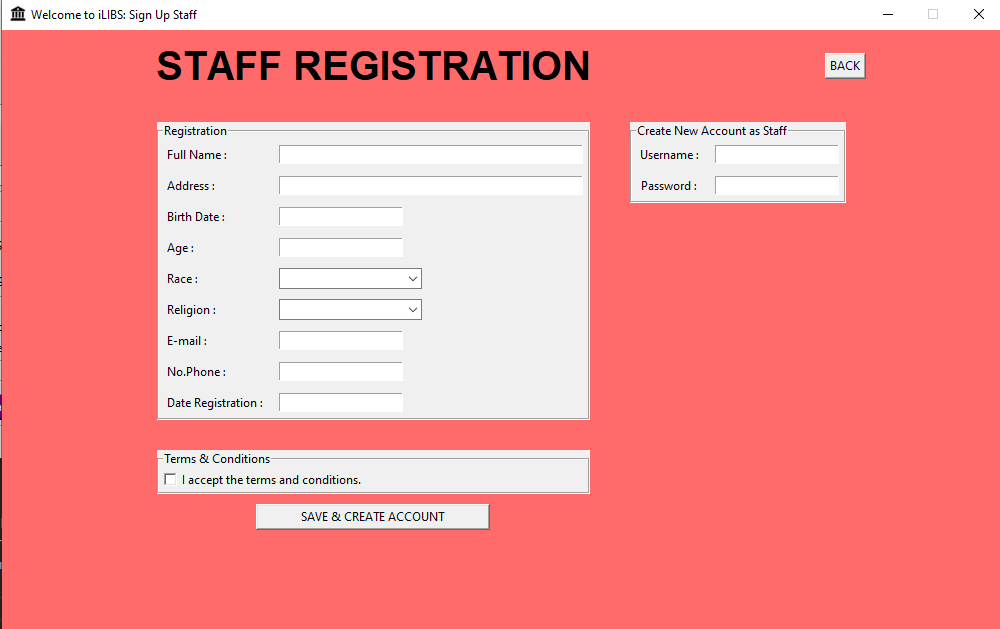 Welcome to iLIBS: Sign Up Staff
STAFF REGISTRATION
BACK
Registration
Full Name :
Address :
Birth Date :
Age :
Race :
Religion :
E-mail :
No.Phone :
Date Registration :
Create New Account as Staff
Username :
Password :
Terms & Conditions
I accept the terms and conditions.
SAVE & CREATE ACCOUNT